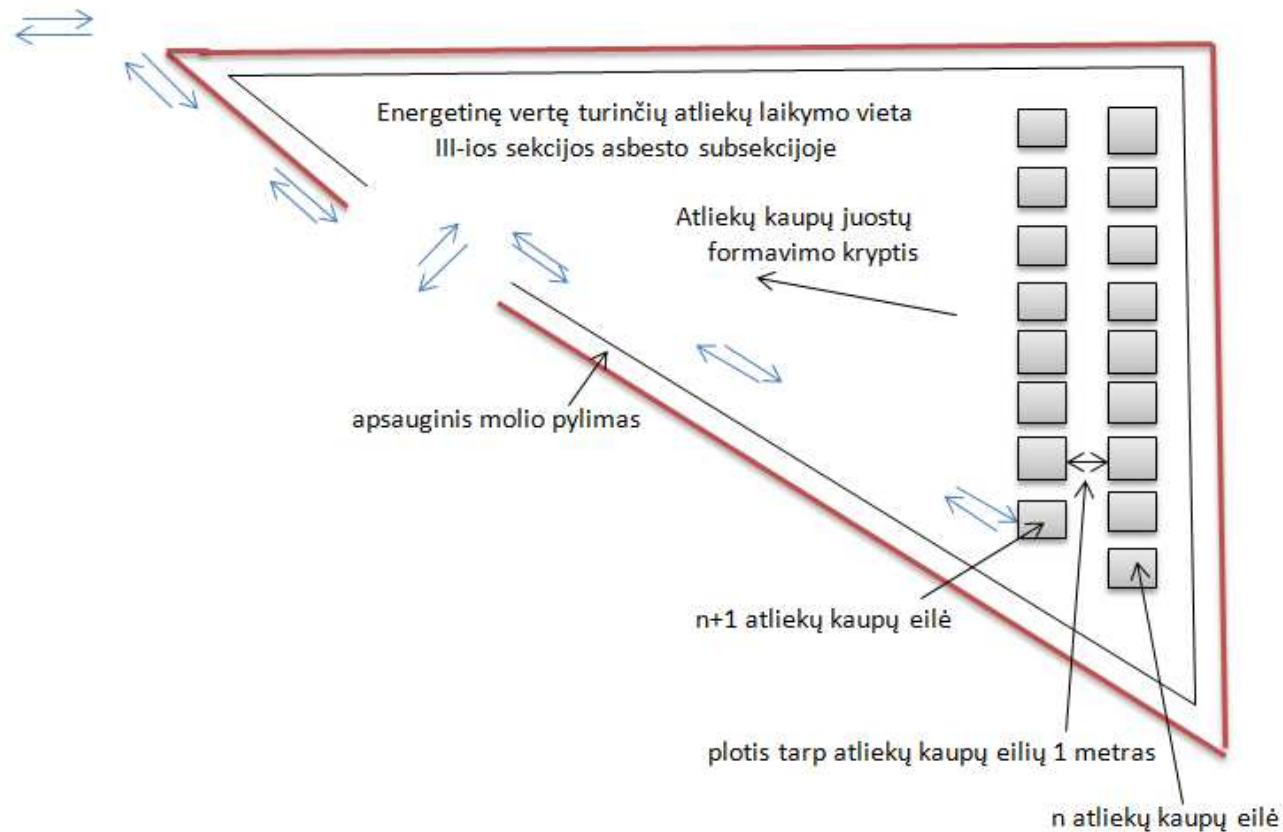 Energetinę vertę turinčių atliekų laikymo vieta
III-ios sekcijos asbesto subsekcijoje
Atliekų kaupų juostų
formavimo kryptis
apsauginis molio pylimas
n+1 atliekų kaupų eilė
plotis tarp atliekų kaupų eilių 1 metras
n atliekų kaupų eilė